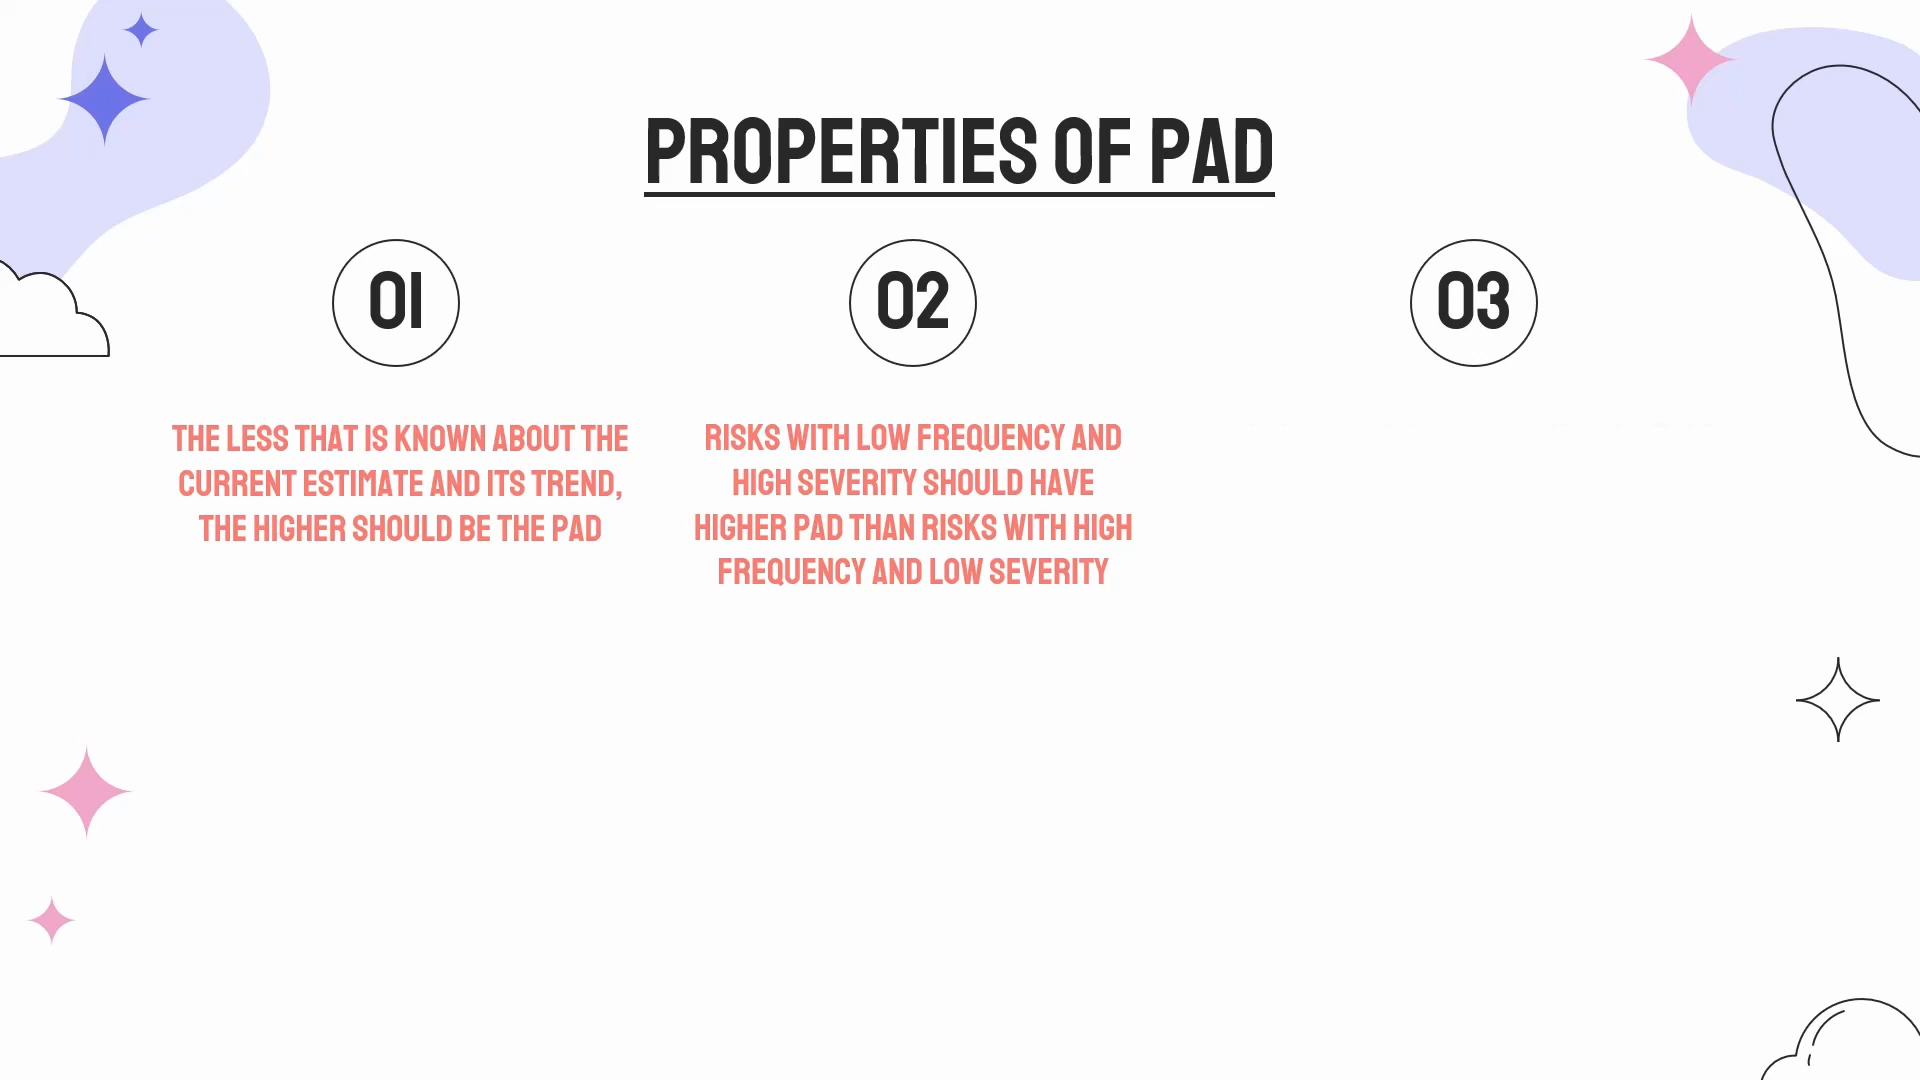 PROPERTIES OF PAD
01
THE LESS THAT IS KNOWN ABOUT THE
CURRENT ESTIMATE AND ITS TREND,
THE HIGHER SHOULD BE THE PAD
02
RISKS WITH LOW FREQUENCY AND
HIGH SEVERITY SHOULD HAVE
HIGHER PAD THAN RISKS WITH HIGH
FREQUENCY AND LOW SEVERITY
03